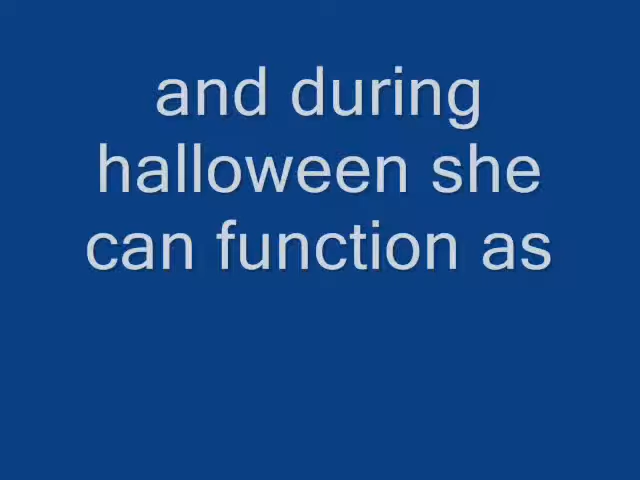 and during
halloween she
can function as